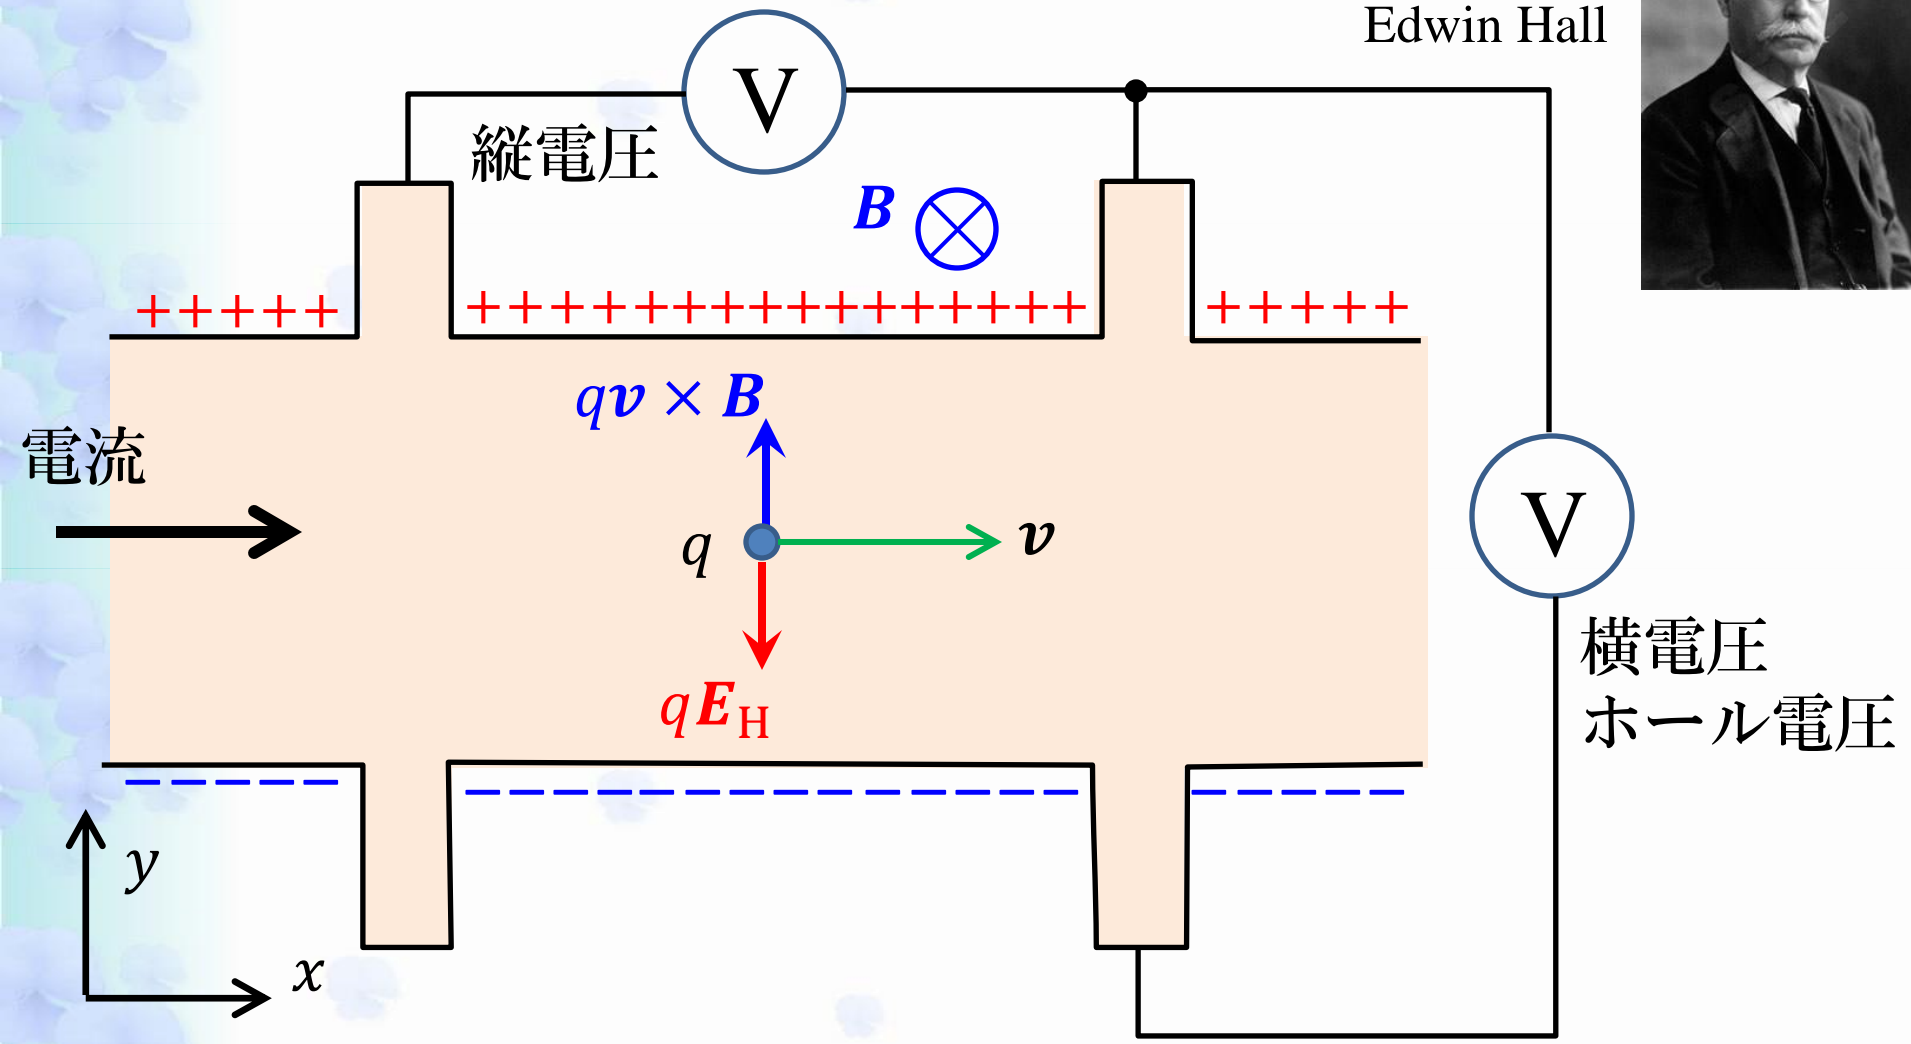 Edwin Hall
V
縦電圧
B
+ + + + +
+ + + + + + + + + + + + + + + +
+ + + + +
qv × B
電流
q
v
V
qE_H
横電圧
ホール電圧
− − − − −
− − − − − − − − − − − − − −
− − − − −
y
x